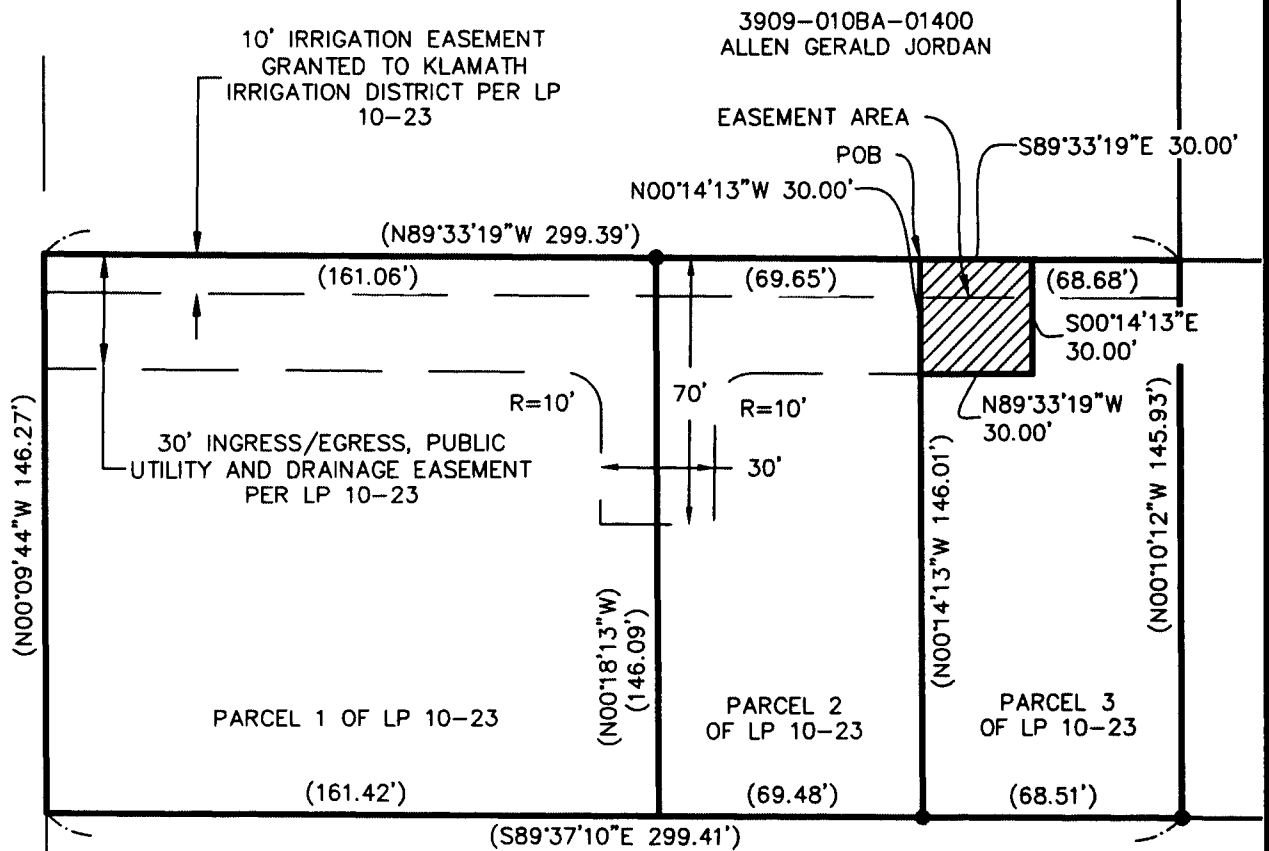 3909-010BA-01400
ALLEN GERALD JORDAN
10' IRRIGATION EASEMENT
GRANTED TO KLAMATH
IRRIGATION DISTRICT PER LP
10-23
EASEMENT AREA
POB
S89°33'19"E 30.00'
N00°14'13"W 30.00'
(N89°33'19"W 299.39')
(161.06')
(69.65')
(68.68')
S00°14'13"E
30.00'
R=10'
70'
R=10'
N89°33'19"W
30.00'
30' INGRESS/EGRESS, PUBLIC
UTILITY AND DRAINAGE EASEMENT
PER LP 10-23
30'
(N00°09'44"W 146.27')
(N00°18'13"W)
(146.09')
(N00°14'13"W 146.01')
(N00°10'12"W 145.93')
PARCEL 1 OF LP 10-23
PARCEL 2
OF LP 10-23
PARCEL 3
OF LP 10-23
(161.42')
(69.48')
(68.51')
(S89°37'10"E 299.41')